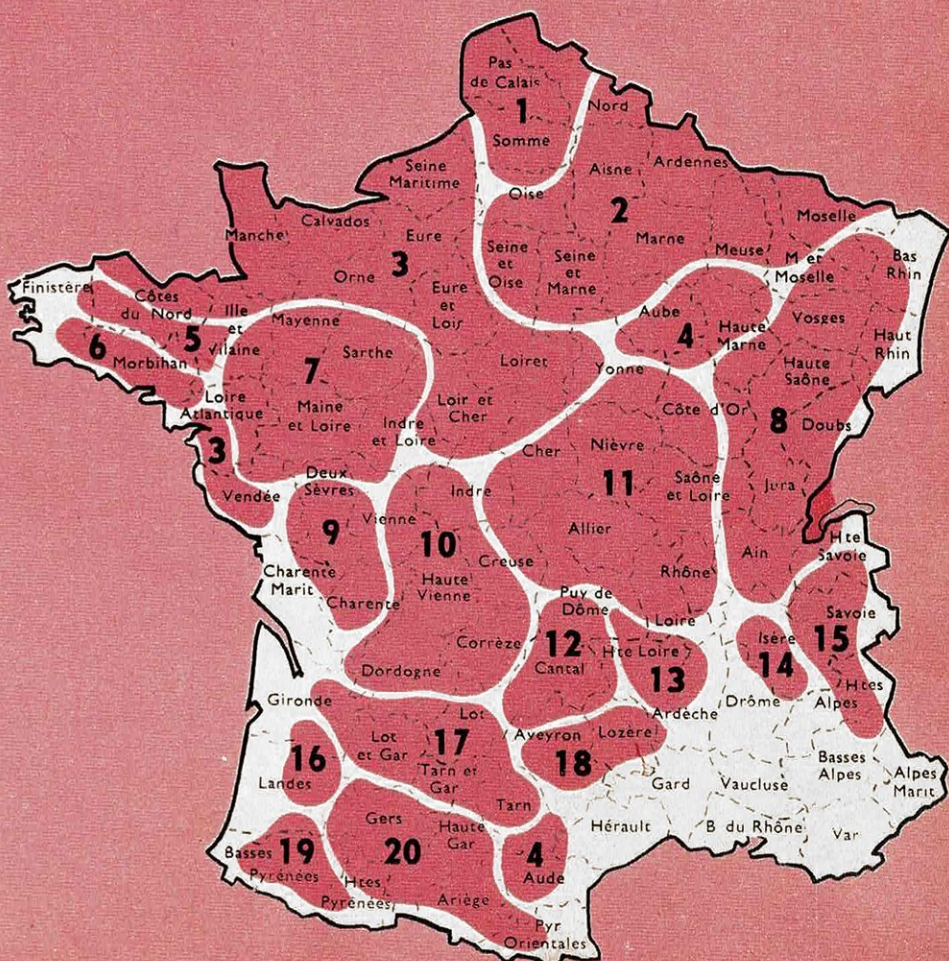 Pas
de Calais
1
Nord
Somme
Seine
Maritime
Oise
Aisne
Ardennes
2
Manche
Calvados
Eure
3
Orne
Seine
et
Oise
Seine
et
Marne
Marne
Meuse
Moselle
M et
Moselle
Bas
Rhin
Finistère
Côtes
du Nord
5
Ille
et
Vilaine
Mayenne
Eure
et
Loir
Aube
4
Haute
Marne
Vosges
Haut
Rhin
6
Morbihan
7
Sarthe
Loiret
Yonne
Haute
Saône
Loire
Atlantique
Maine
et Loire
Indre
et Loire
Loir et
Cher
Côte d'Or
8
Doubs
3
Vendée
Deux
Sèvres
Cher
Nièvre
11
Saône
et Loire
Jura
9
Vienne
10
Indre
Allier
Ain
Hte
Savoie
Charente
Marit
Charente
Haute
Vienne
Creuse
Puy de
Dôme
Rhône
Loire
Savoie
15
Corrèze
12
Cantal
Hte Loire
13
Isère
14
Dordogne
Ardèche
Drôme
Htes
Alpes
Gironde
Lot
Lot
et Gar
17
Aveyron
Lozère
18
16
Landes
Tarn et
Gar
Tarn
Gard
Vaucluse
Basses
Alpes
Alpes
Marit
Gers
Haute
Gar
Hérault
B du Rhône
Var
Basses
Pyrénées
19
20
4
Aude
Htes
Pyrénées
Ariège
Pyr
Orientales